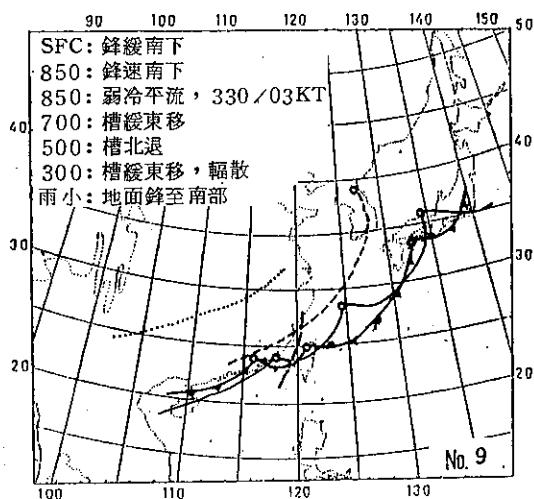 90 100 110 120 130 140 150
50
SFC: 鋒緩南下
850: 鋒速南下
850: 弱冷平流，330/03KT
700: 槽緩東移
500: 槽北退
300: 槽緩東移，輻散
雨小: 地面鋒至南部
40 40
30 30
20 20
No. 9
10
100 110 120 130